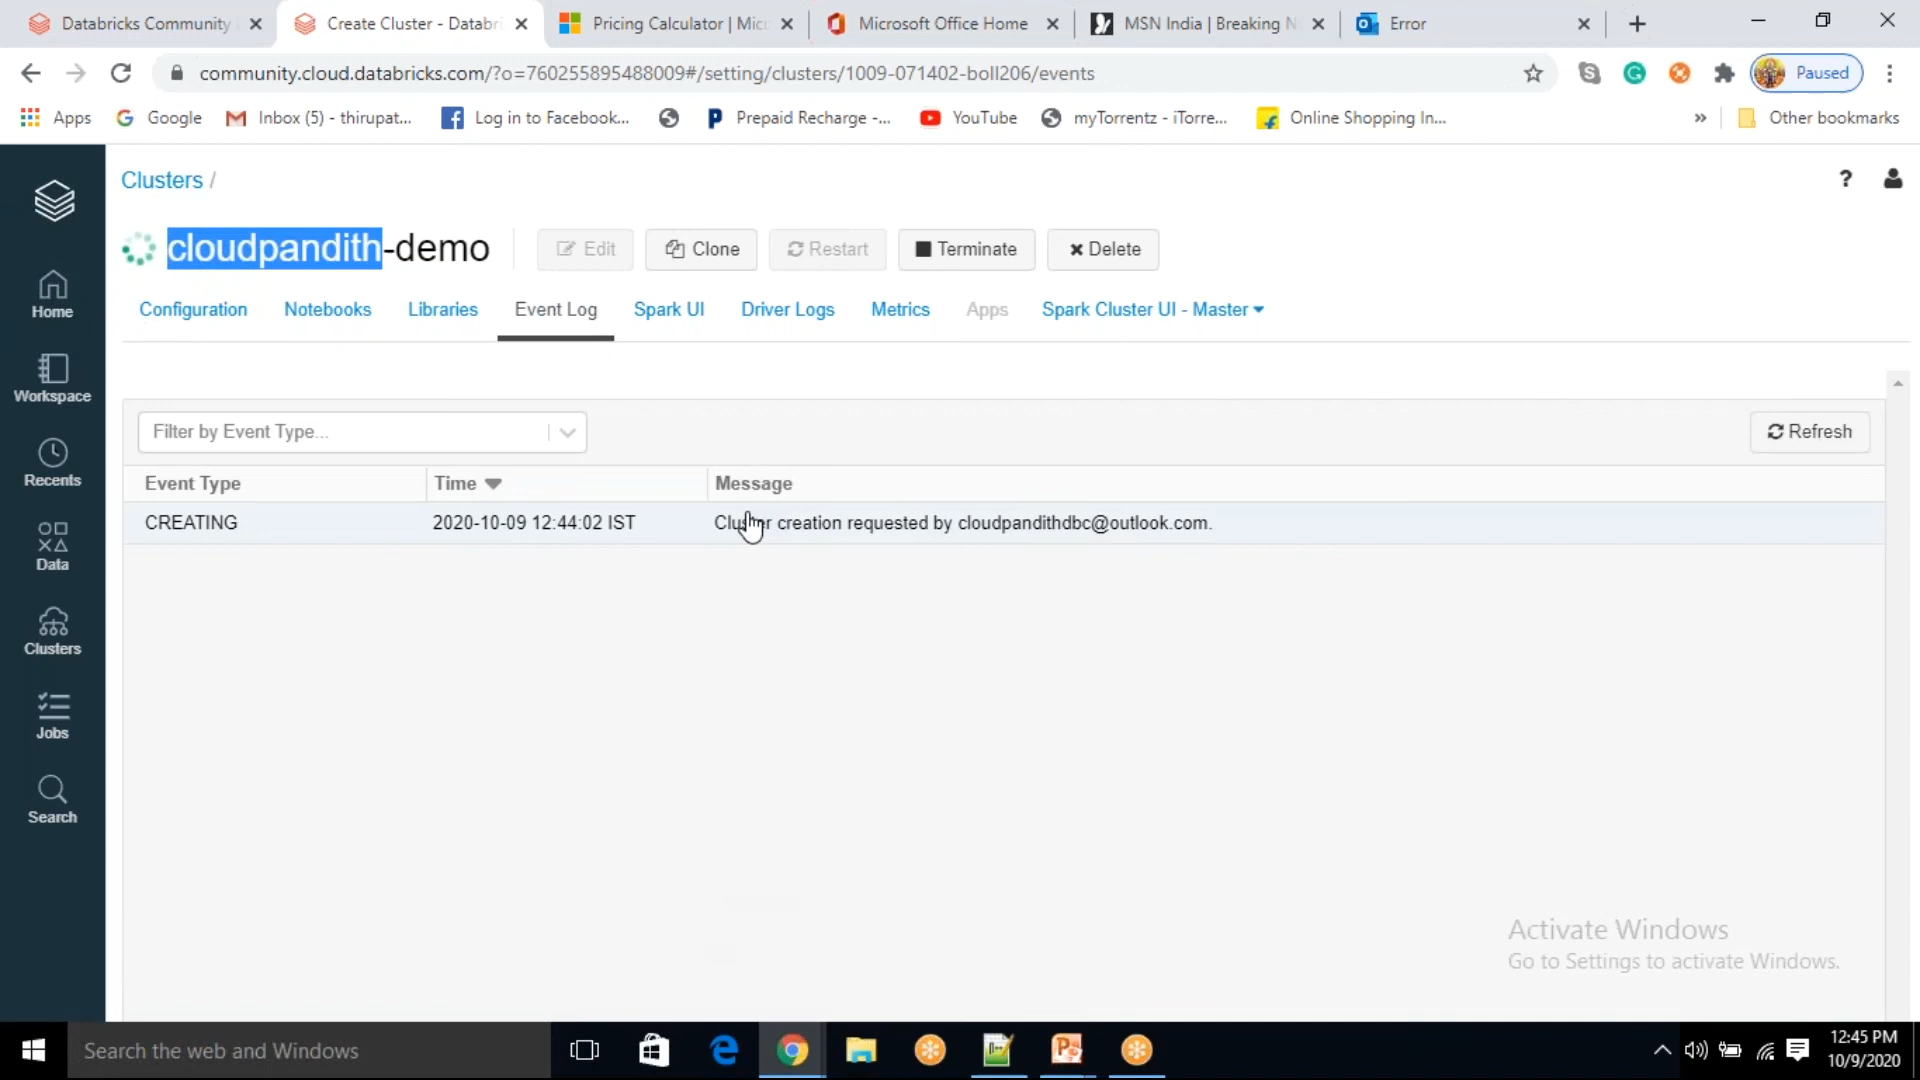 Databricks Community
Create Cluster - Databri
Pricing Calculator | Micr
Microsoft Office Home
MSN India | Breaking N
Error
community.cloud.databricks.com/?o=760255895488009#/setting/clusters/1009-071402-boll206/events
Paused
Apps
Google
Inbox (5) - thirupat...
Log in to Facebook...
Prepaid Recharge -...
YouTube
myTorrentz - iTorre...
Online Shopping In...
»
Other bookmarks
Clusters /
?
cloudpandith-demo
Edit
Clone
Restart
Terminate
Delete
Configuration
Notebooks
Libraries
Event Log
Spark UI
Driver Logs
Metrics
Apps
Spark Cluster UI - Master
Home
Workspace
Recents
Data
Clusters
Jobs
Search
Filter by Event Type...
Refresh
Event Type
Time
Message
CREATING
2020-10-09 12:44:02 IST
Cluster creation requested by cloudpandithdbc@outlook.com.
Activate Windows
Go to Settings to activate Windows.
Search the web and Windows
12:45 PM
10/9/2020